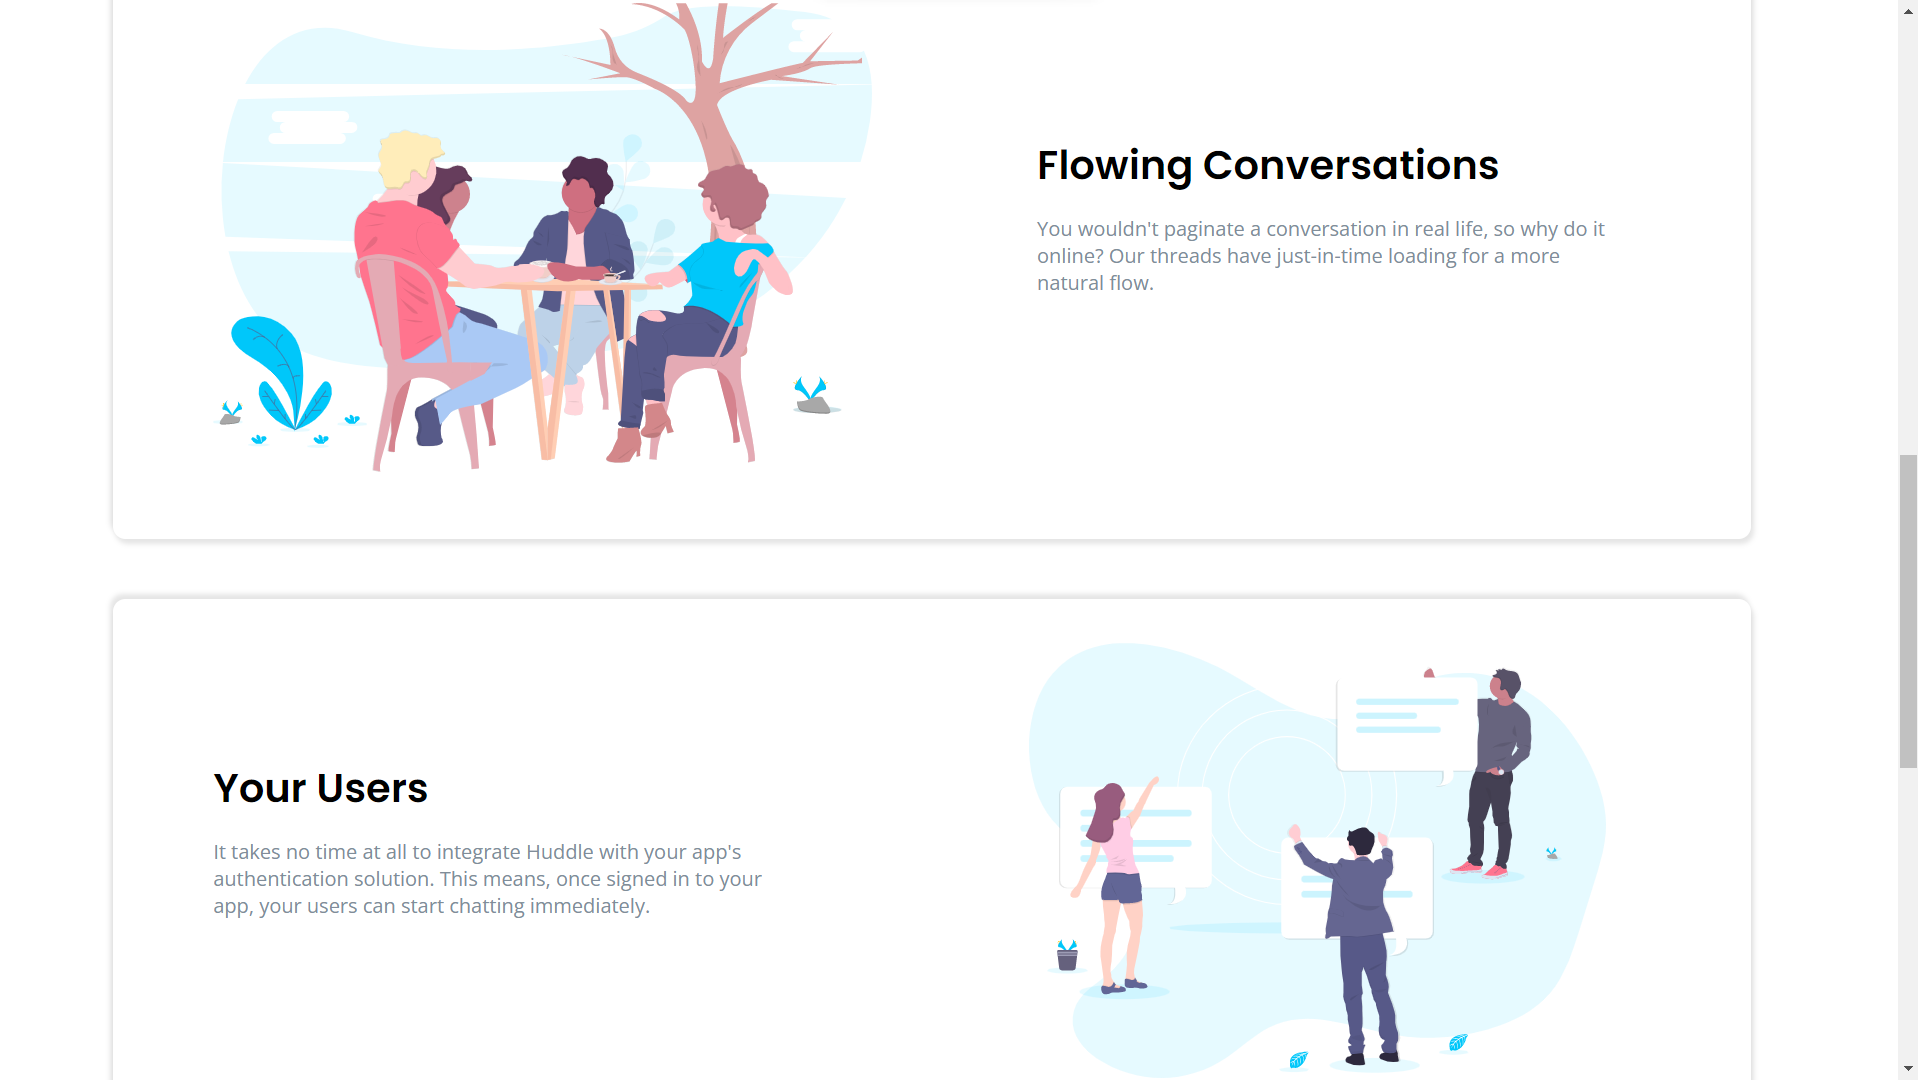 Flowing Conversations
You wouldn't paginate a conversation in real life, so why do it
online? Our threads have just-in-time loading for a more
natural flow.
Your Users
It takes no time at all to integrate Huddle with your app's
authentication solution. This means, once signed in to your
app, your users can start chatting immediately.